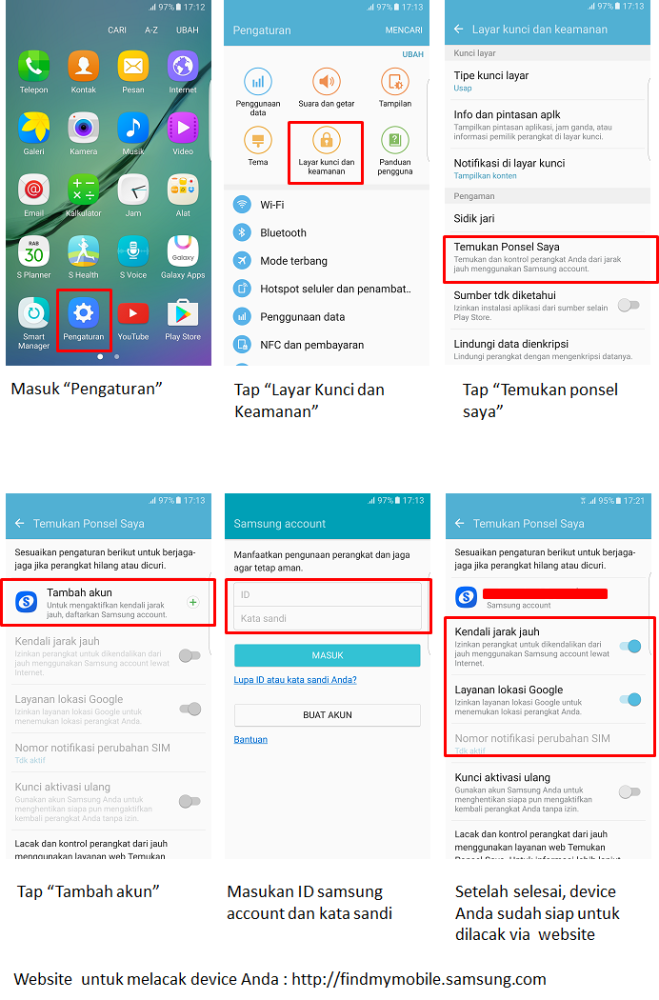 97% 17:12
CARI A-Z UBAH
Telepon Kontak Pesan Internet
Galeri Kamera Musik Video
Email Kalkulator Jam Alat
RAB
30
Galaxy
S Planner S Health S Voice Galaxy Apps
Smart
Manager
Pengaturan YouTube Play Store
Masuk “Pengaturan”
97% 17:13
Pengaturan MENCARI
UBAH
Penggunaan
data
Suara dan getar
Tampilan
Tema
Layar kunci dan
keamanan
Panduan
pengguna
Wi-Fi
Bluetooth
Mode terbang
Hotspot seluler dan penambat..
Penggunaan data
NFC dan pembayaran
Tap “Layar Kunci dan
Keamanan”
97% 17:13
Layar kunci dan keamanan
Kunci layar
Tipe kunci layar
Usap
Info dan pintasan aplk
Tampilkan pintasan aplikasi, jam ganda, atau
informasi pemilik perangkat di layar kunci.
Notifikasi di layar kunci
Tampilkan konten
Pengaman
Sidik jari
Temukan Ponsel Saya
Temukan dan kontrol perangkat Anda dari jarak
jauh menggunakan Samsung account.
Sumber tdk diketahui
Izinkan instalasi aplikasi dari sumber selain
Play Store.
Lindungi data dienkripsi
Lindungi perangkat dengan mengenkripsi datanya.
Tap “Temukan ponsel
saya”
97% 17:13
Temukan Ponsel Saya
Sesuaikan pengaturan berikut untuk berjaga-
jaga jika perangkat hilang atau dicuri.
Tambah akun
Untuk mengaktifkan kendali jarak
jauh, daftarkan Samsung account.
Kendali jarak jauh
Izinkan perangkat untuk dikendalikan dari
jauh menggunakan Samsung account lewat
Internet.
Layanan lokasi Google
Izinkan layanan lokasi Google untuk
menemukan lokasi perangkat Anda.
Nomor notifikasi perubahan SIM
Tdk aktif
Kunci aktivasi ulang
Gunakan akun Samsung Anda untuk
menghentikan siapa pun mengaktifkan
kembali perangkat Anda tanpa izin.
Lacak dan kontrol perangkat dari jauh
menggunakan layanan web Temukan
Tap “Tambah akun”
97% 17:13
Samsung account
Manfaatkan pengunaan perangkat dan jaga
agar tetap aman.
ID
Kata sandi
MASUK
Lupa ID atau kata sandi Anda?
BUAT AKUN
Bantuan
Masukan ID samsung
account dan kata sandi
95% 17:21
Temukan Ponsel Saya
Sesuaikan pengaturan berikut untuk berjaga-
jaga jika perangkat hilang atau dicuri.
Samsung account
Kendali jarak jauh
Izinkan perangkat untuk dikendalikan dari
jauh menggunakan Samsung account lewat
Internet.
Layanan lokasi Google
Izinkan layanan lokasi Google untuk
menemukan lokasi perangkat Anda.
Nomor notifikasi perubahan SIM
Tdk aktif
Kunci aktivasi ulang
Gunakan akun Samsung Anda untuk
menghentikan siapa pun mengaktifkan
kembali perangkat Anda tanpa izin.
Lacak dan kontrol perangkat dari jauh
menggunakan layanan web Temukan
Ponsel Saya. Untuk informasi lebih lanjut
Setelah selesai, device
Anda sudah siap untuk
dilacak via website
Website untuk melacak device Anda : http://findmymobile.samsung.com